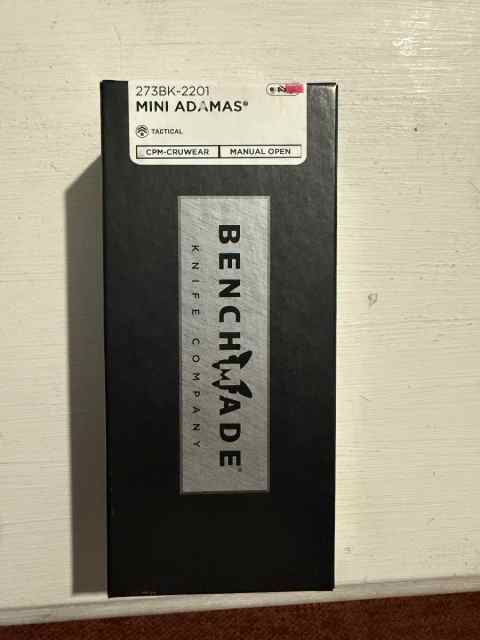 273BK-2201
MINI ADAMAS®
TACTICAL
CPM-CRUWEAR MANUAL OPEN
BENCHMADE®
KNIFE COMPANY